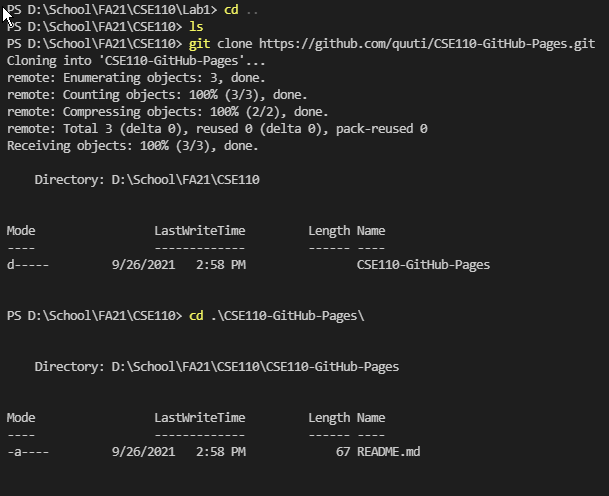 PS D:\School\FA21\CSE110\Lab1> cd ..
PS D:\School\FA21\CSE110> ls
PS D:\School\FA21\CSE110> git clone https://github.com/quuti/CSE110-GitHub-Pages.git
Cloning into 'CSE110-GitHub-Pages'...
remote: Enumerating objects: 3, done.
remote: Counting objects: 100% (3/3), done.
remote: Compressing objects: 100% (2/2), done.
remote: Total 3 (delta 0), reused 0 (delta 0), pack-reused 0
Receiving objects: 100% (3/3), done.
Directory: D:\School\FA21\CSE110
Mode LastWriteTime Length Name
---- ------------- ------ ----
d----- 9/26/2021 2:58 PM CSE110-GitHub-Pages
PS D:\School\FA21\CSE110> cd .\CSE110-GitHub-Pages\
Directory: D:\School\FA21\CSE110\CSE110-GitHub-Pages
Mode LastWriteTime Length Name
---- ------------- ------ ----
-a---- 9/26/2021 2:58 PM 67 README.md